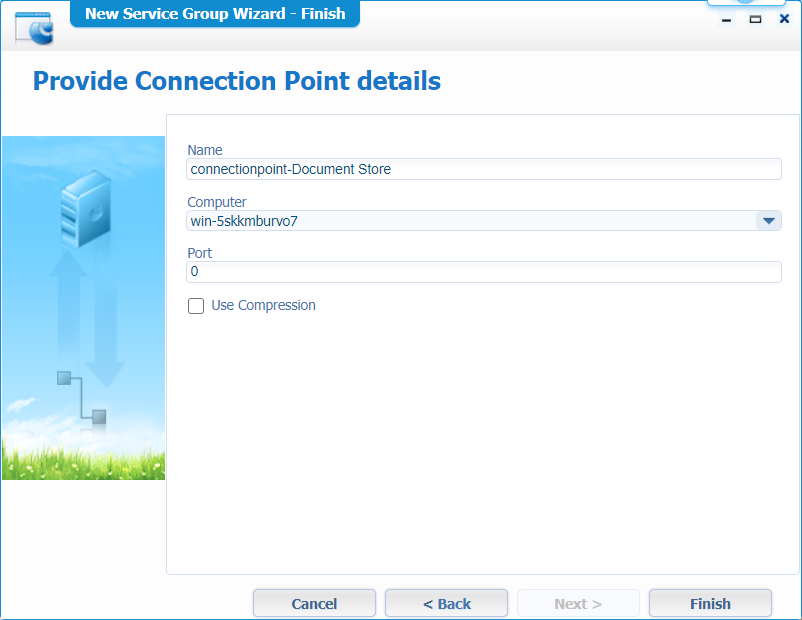 New Service Group Wizard - Finish
Provide Connection Point details
Name
connectionpoint-Document Store
Computer
win-5skkmburvo7
Port
0
Use Compression
Cancel
< Back
Next >
Finish